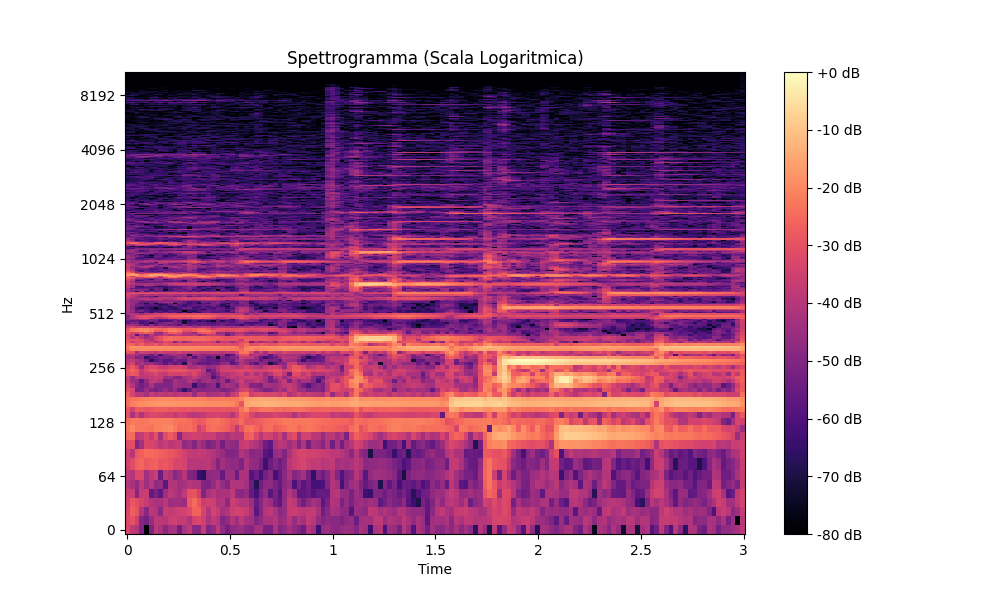 Spettrogramma (Scala Logaritmica)
Hz
8192
4096
2048
1024
512
256
128
64
0
0 0.5 1 1.5 2 2.5 3
Time
+0 dB
-10 dB
-20 dB
-30 dB
-40 dB
-50 dB
-60 dB
-70 dB
-80 dB